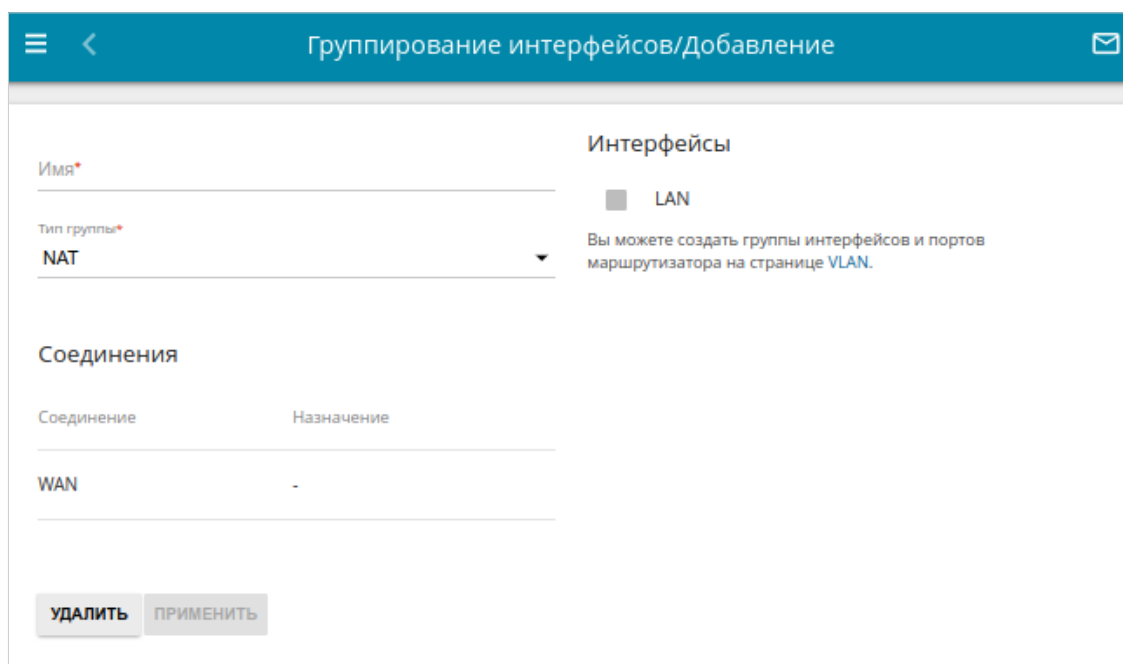 Группирование интерфейсов/Добавление
Имя*
Тип группы*
NAT
Интерфейсы
LAN
Вы можете создать группы интерфейсов и портов
маршрутизатора на странице VLAN.
Соединения
Соединение Назначение
WAN -
УДАЛИТЬ ПРИМЕНИТЬ